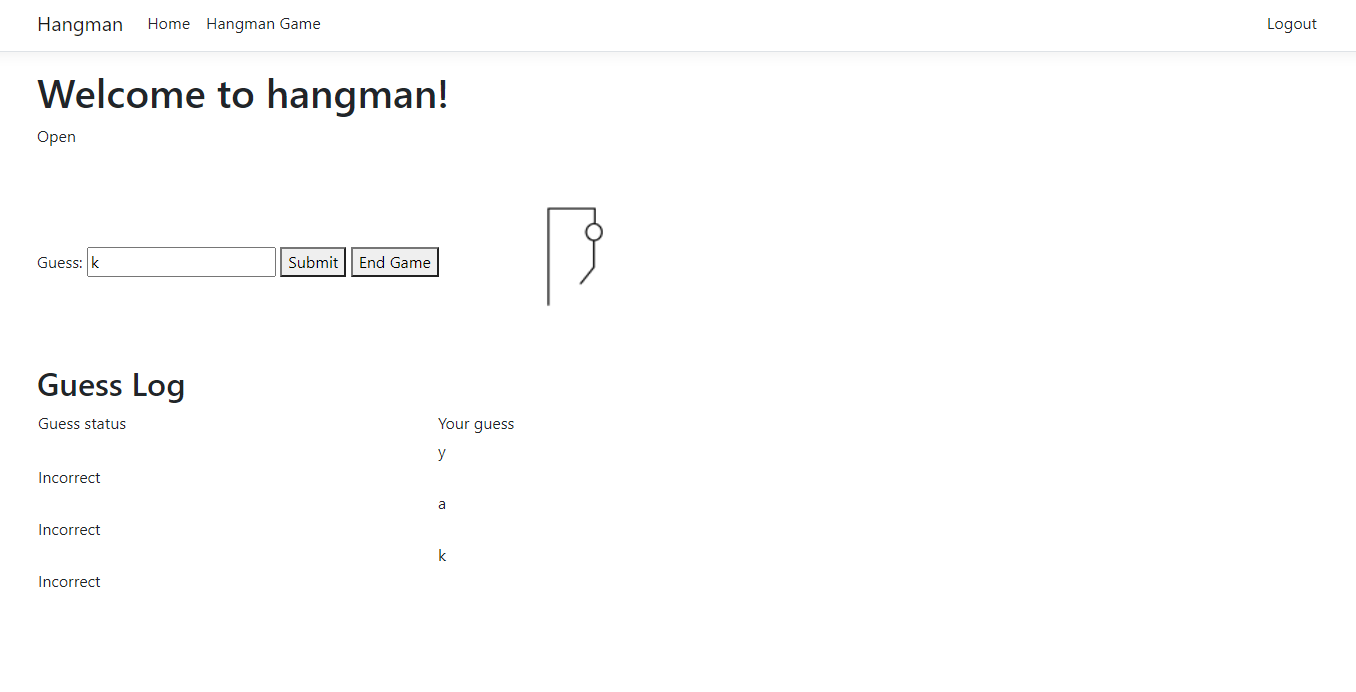 Hangman Home Hangman Game Logout
Welcome to hangman!
Open
Guess: k Submit End Game
Guess Log
Guess status Your guess
y
Incorrect
a
Incorrect
k
Incorrect